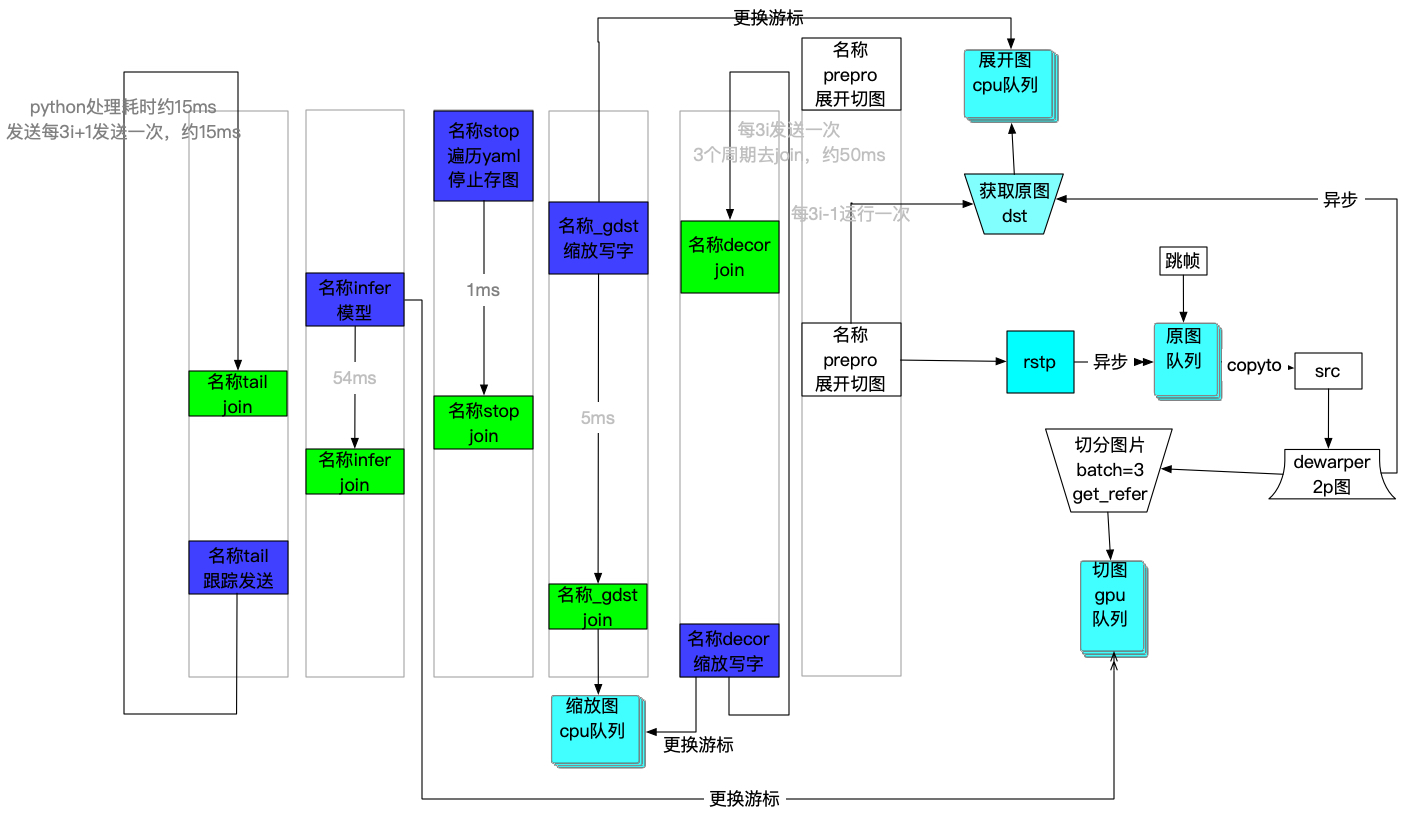 更换游标
名称
prepro
展开切图
展开图
cpu队列
python处理耗时约15ms
发送每3i+1发送一次，约15ms
名称stop
遍历yaml
停止存图
每3i发送一次
3个周期去join，约50ms
获取原图
dst
异步
每3i-1运行一次
名称_gdst
缩放写字
名称decor
join
跳帧
名称infer
模型
1ms
名称
prepro
展开切图
rstp
异步
原图
队列
copyto
src
名称tail
join
54ms
名称stop
join
5ms
切分图片
batch=3
get_refer
dewarper
2p图
名称infer
join
名称tail
跟踪发送
切图
gpu
队列
名称_gdst
join
名称decor
缩放写字
缩放图
cpu队列
更换游标
更换游标